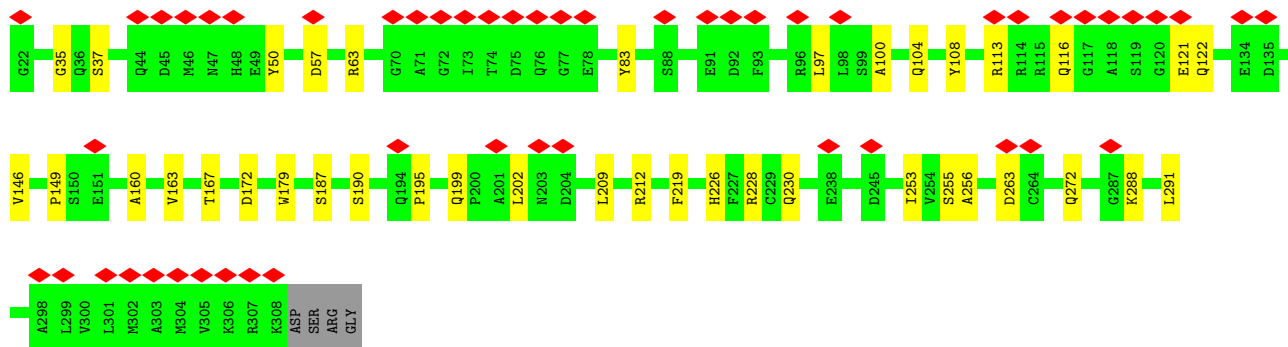 G22 G35 Q36 S37 Q44 D45 M46 N47 H48 E49 Y50 D57 R63 G70 A71 G72 I73 T74 D75 Q76 G77 E78 Y83 S88 E91 D92 F93 R96 L97 L98 S99 A100 Q104 Y108 R113 R114 R115 Q116 G117 A118 S119 G120 E121 Q122 E134 D135
V146 P149 S150 E151 A160 V163 T167 D172 W179 S187 S190 Q194 P195 Q199 P200 A201 L202 N203 D204 L209 R212 F219 H226 F227 R228 C229 Q230 E238 D245 I253 V254 S255 A256 D263 C264 Q272 G287 K288 L291
A298 L299 V300 L301 M302 A303 M304 V305 K306 R307 K308 ASP SER ARG GLY